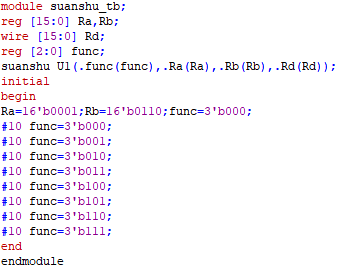 module suanshu_tb;
reg [15:0] Ra,Rb;
wire [15:0] Rd;
reg [2:0] func;
suanshu U1(.func(func),.Ra(Ra),.Rb(Rb),.Rd(Rd));
initial
begin
Ra=16'b0001;Rb=16'b0110;func=3'b000;
#10 func=3'b000;
#10 func=3'b001;
#10 func=3'b010;
#10 func=3'b011;
#10 func=3'b100;
#10 func=3'b101;
#10 func=3'b110;
#10 func=3'b111;
end
endmodule